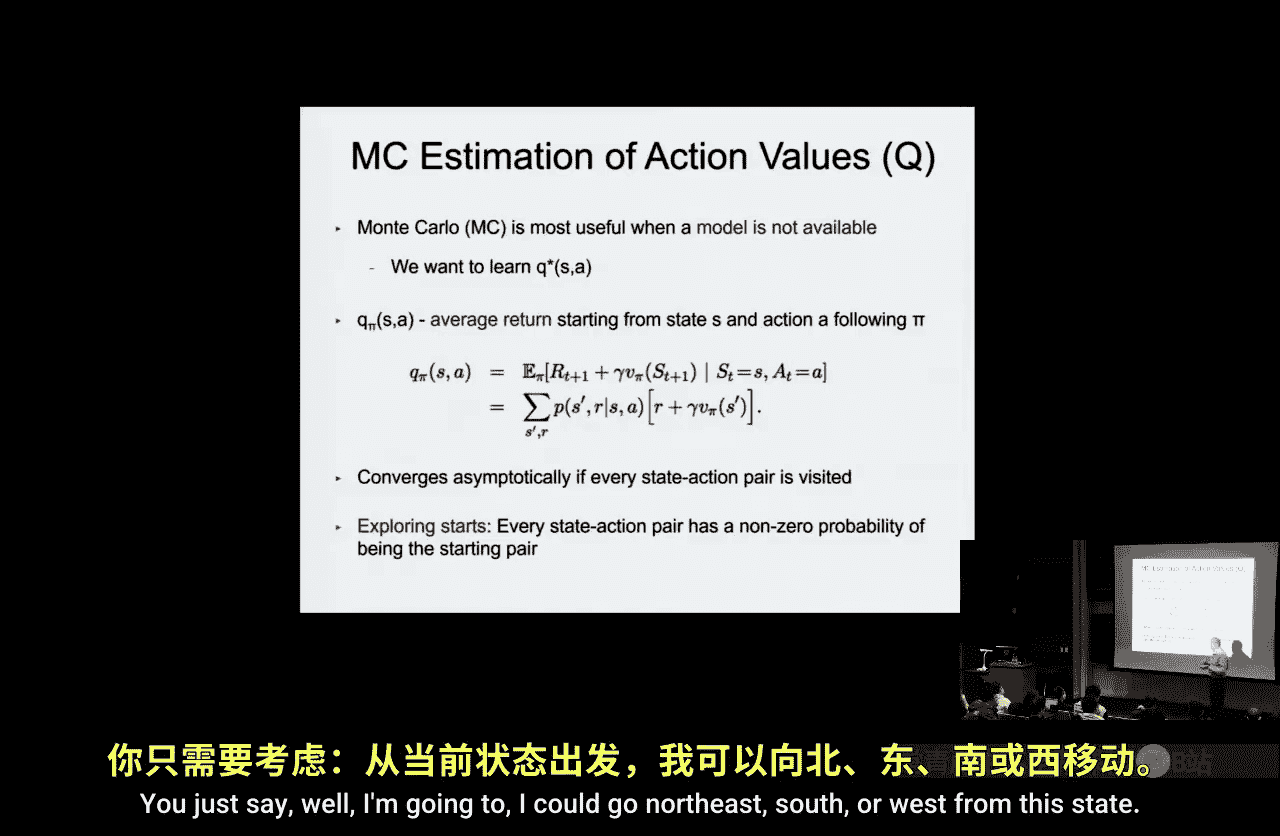 MC Estimation of Action Values (Q)
‣ Monte Carlo (MC) is most useful when a model is not available
- We want to learn q*(s,a)
‣ qπ(s,a) - average return starting from state s and action a following π
qπ(s, a) = 𝔼π[Rt+1 + γvπ(St+1) | St=s, At=a]
= ∑s′,r p(s′, r|s, a)[r + γvπ(s′)].
‣ Converges asymptotically if every state-action pair is visited
‣ Exploring starts: Every state-action pair has a non-zero probability of
being the starting pair
MC Estimation of Action Values (Q)
你只需要考虑：从当前状态出发，我可以向北、东、南或西移动。
You just say, well, I'm going to, I could go northeast, south, or west from this state.